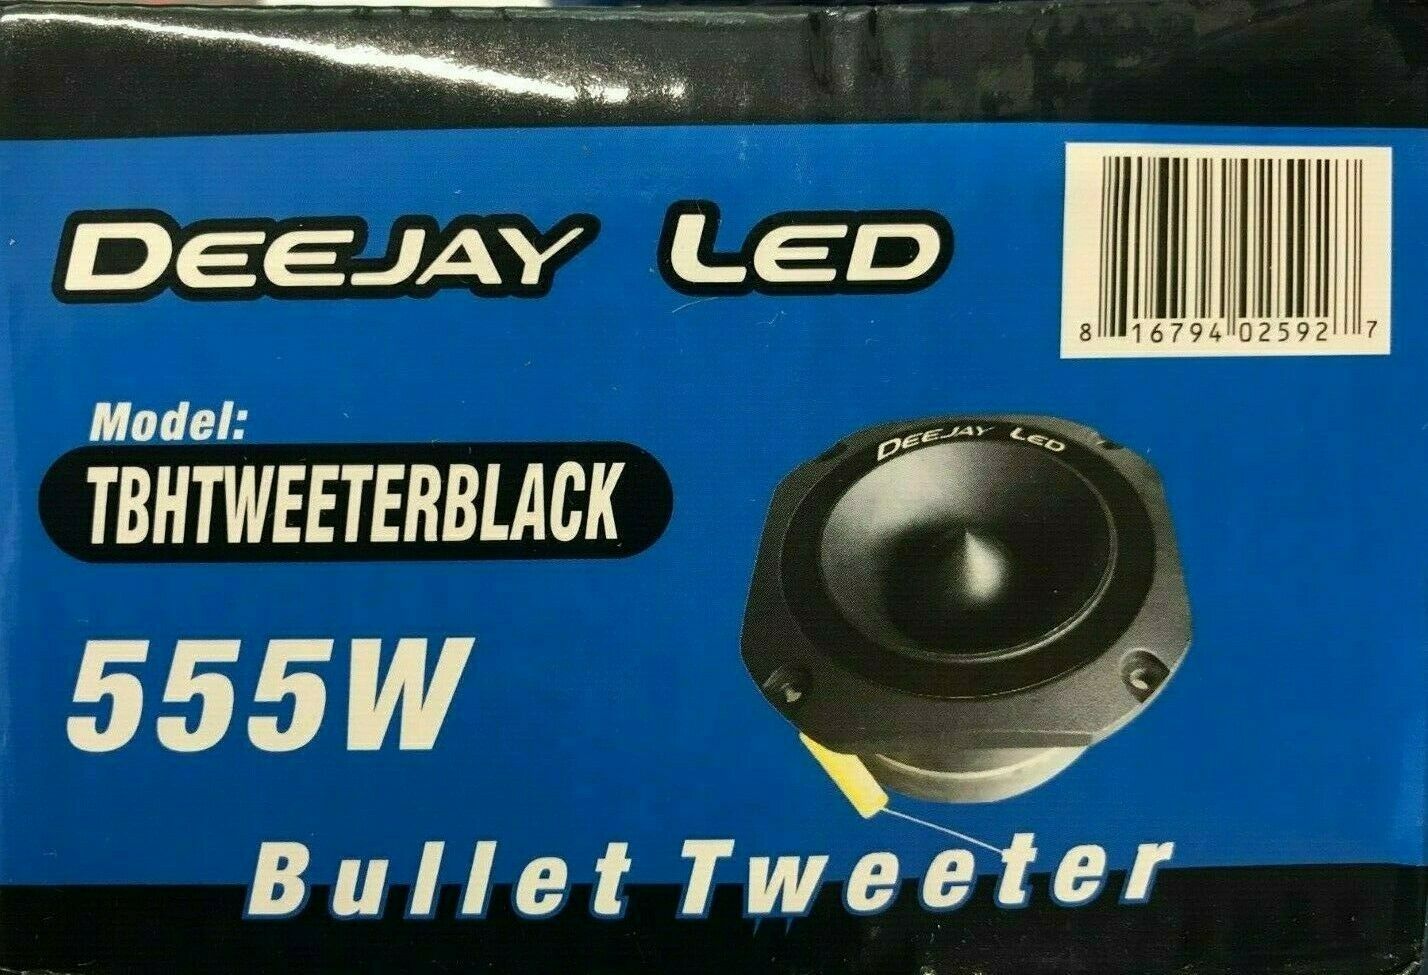 DEEJAY LED
8 16794 02592 7
Model:
TBHTWEETERBLACK
DEEJAY LED
555W
Bullet Tweeter